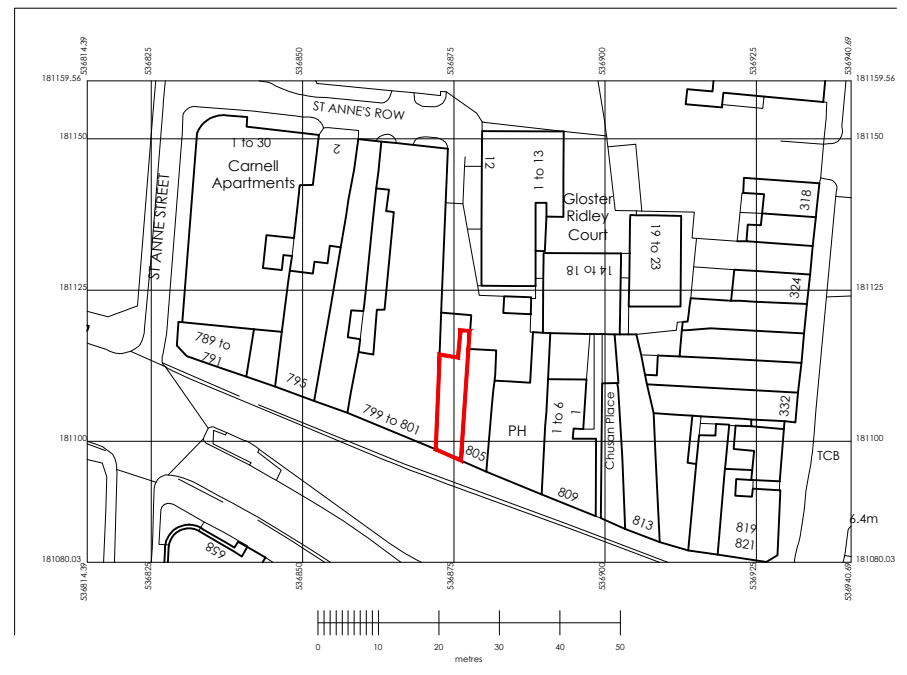 536814.39
536825
536850
536875
536900
536925
536940.69
181159.56
181159.56
ST ANNE'S ROW
181150
181150
1 to 30
Carnell
Apartments
2
12
1 to 13
Gloster
Ridley
Court
318
ST ANNE STREET
19 to 23
14 to 18
324
181125
181125
789 to
791
795
799 to 801
805
PH
1 to 6
1
Chusan Place
332
181100
181100
TCB
809
813
819
821
6.4m
658
181080.03
181080.03
536814.39
536825
536850
536875
536900
536925
536940.69
0
10
20
30
40
50
metres